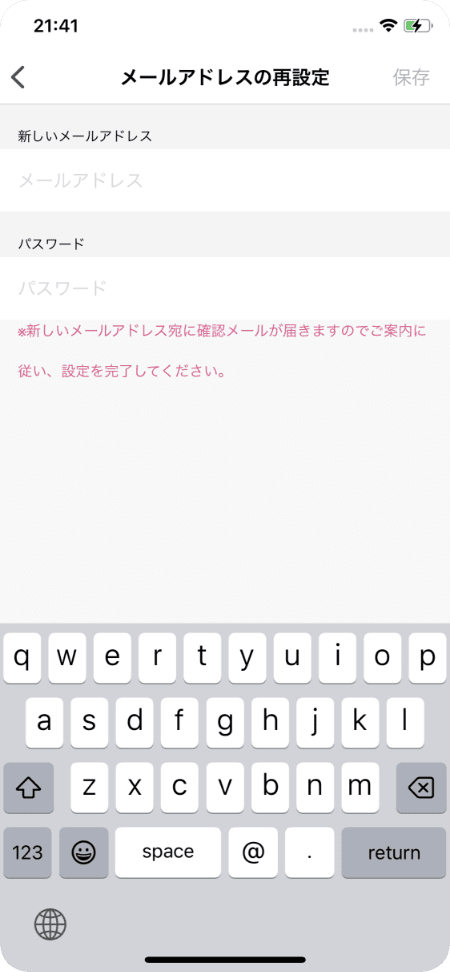 21:41
メールアドレスの再設定 保存
新しいメールアドレス
メールアドレス
パスワード
パスワード
※新しいメールアドレス宛に確認メールが届きますのでご案内に
従い、設定を完了してください。
q w e r t y u i o p
a s d f g h j k l
z x c v b n m
123 space @ . return